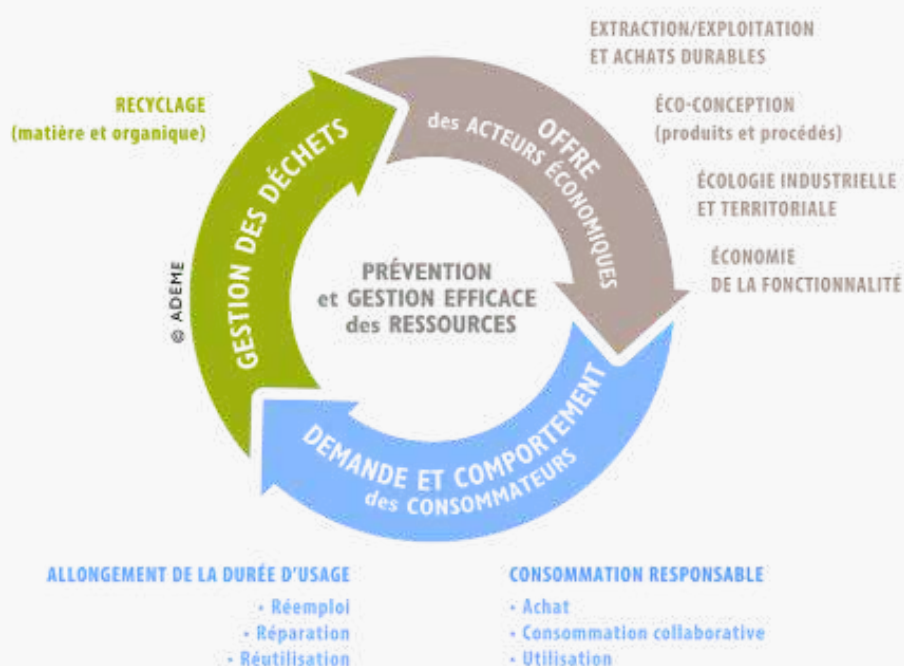 EXTRACTION/EXPLOITATION
ET ACHATS DURABLES
RECYCLAGE
(matière et organique)
ÉCO-CONCEPTION
(produits et procédés)
ÉCOLOGIE INDUSTRIELLE
ET TERRITORIALE
ÉCONOMIE
DE LA FONCTIONNALITÉ
OFFRE
des ACTEURS ÉCONOMIQUES
GESTION DES DÉCHETS
© ADEME
PRÉVENTION
et GESTION EFFICACE
des RESSOURCES
DEMANDE ET COMPORTEMENT
des CONSOMMATEURS
ALLONGEMENT DE LA DURÉE D'USAGE
• Réemploi
• Réparation
• Réutilisation
CONSOMMATION RESPONSABLE
• Achat
• Consommation collaborative
• Utilisation